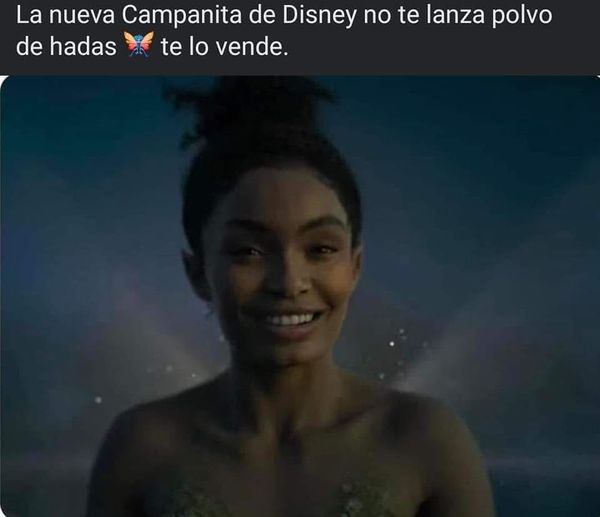 La nueva Campanita de Disney no te lanza polvo
de hadas 🧚 te lo vende.